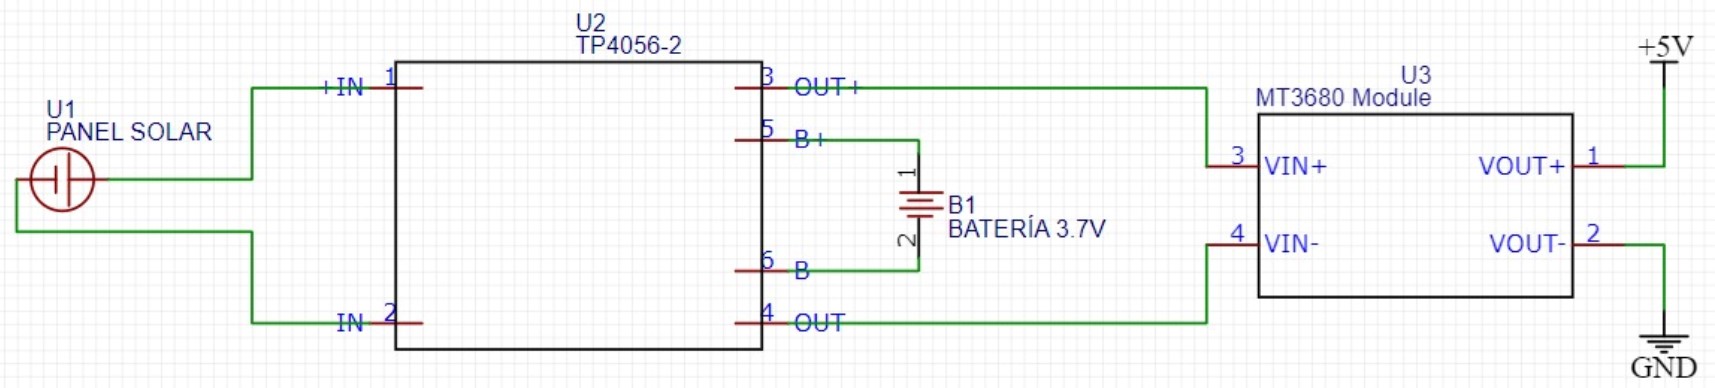 U1
PANEL SOLAR
U2
TP4056-2
+IN 1
IN 2
3 OUT+
5 B+
6 B
4 OUT
1
2
B1
BATERÍA 3.7V
U3
MT3680 Module
3 VIN+
4 VIN-
VOUT+ 1
VOUT- 2
+5V
GND